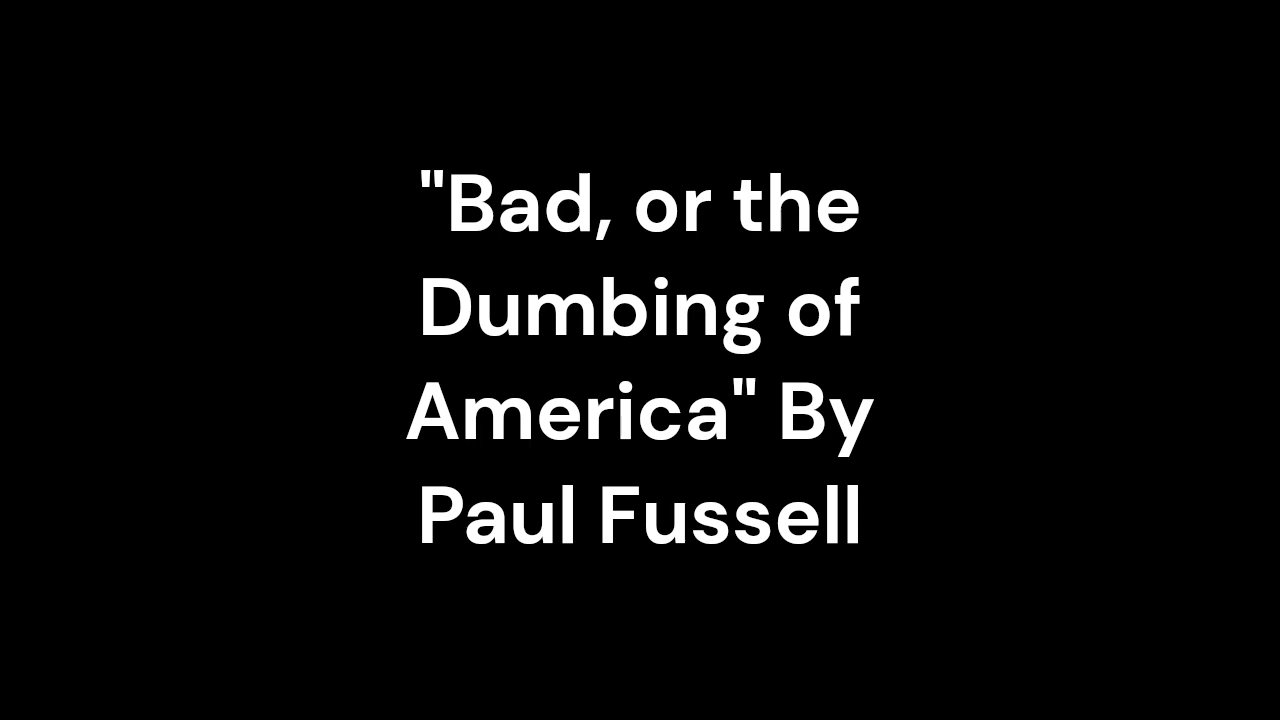 "Bad, or the
Dumbing of
America" By
Paul Fussell